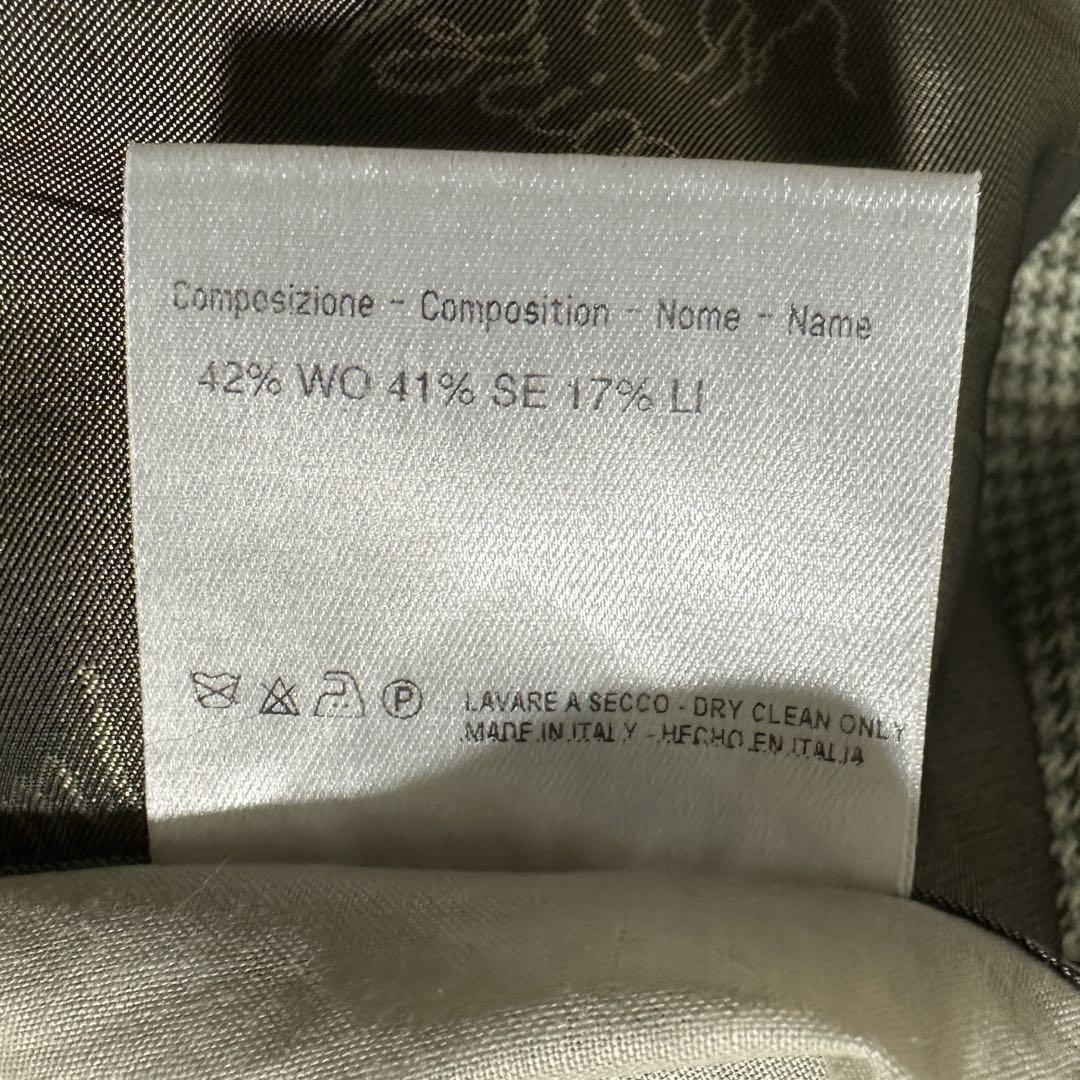 Composizione - Composition - Nome - Name
42% WO 41% SE 17% LI
P
LAVARE A SECCO - DRY CLEAN ONLY
MADE IN ITALY - HECHO EN ITALIA